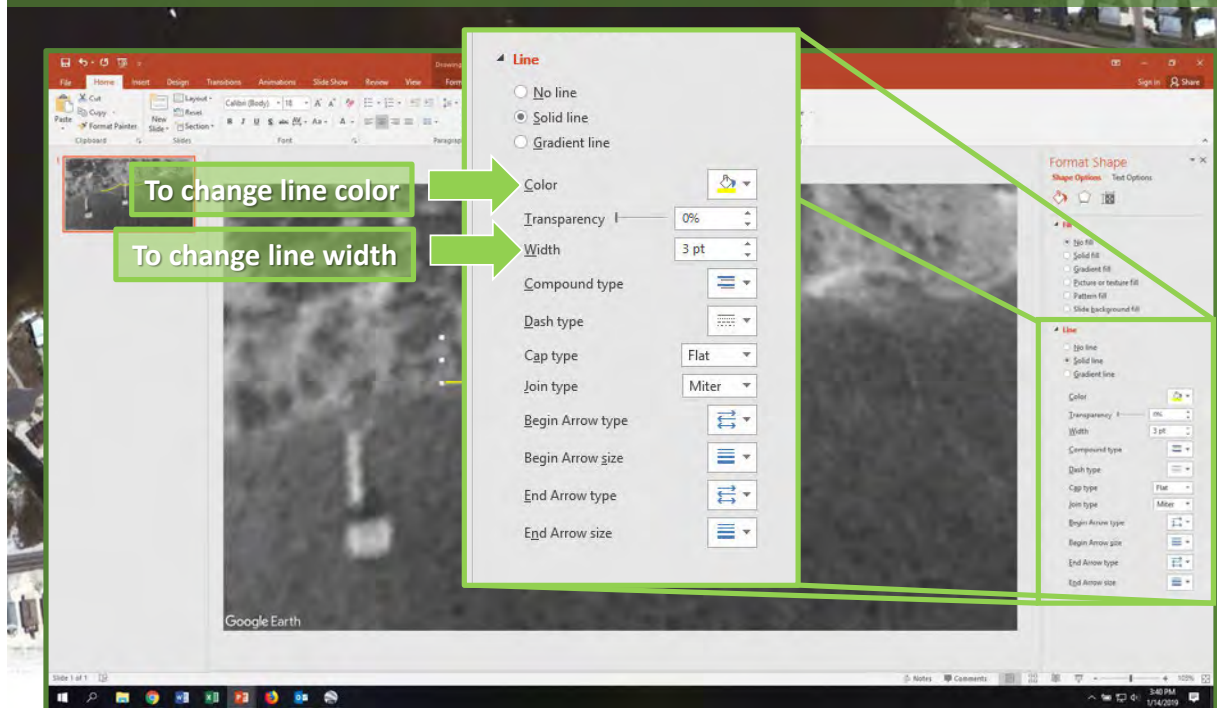 Drawing
Sign in Share
File Home Insert Design Transitions Animations Slide Show Review View Form
Cut
Copy
Paste Format Painter
Clipboard
New Slide
Layout
Reset
Section
Slides
Calibri (Body) 18
Font
Paragrap
1
To change line color
To change line width
Line
No line
Solid line
Gradient line
Color
Transparency 0%
Width 3 pt
Compound type
Dash type
Cap type Flat
Join type Miter
Begin Arrow type
Begin Arrow size
End Arrow type
End Arrow size
Google Earth
Format Shape
Shape Options Text Options
Fill
No fill
Solid fill
Gradient fill
Picture or texture fill
Pattern fill
Slide background fill
Line
No line
Solid line
Gradient line
Color
Transparency 0%
Width 3 pt
Compound type
Dash type
Cap type Flat
Join type Miter
Begin Arrow type
Begin Arrow size
End Arrow type
End Arrow size
Slide 1 of 1
Notes Comments
3:40 PM
1/14/2019